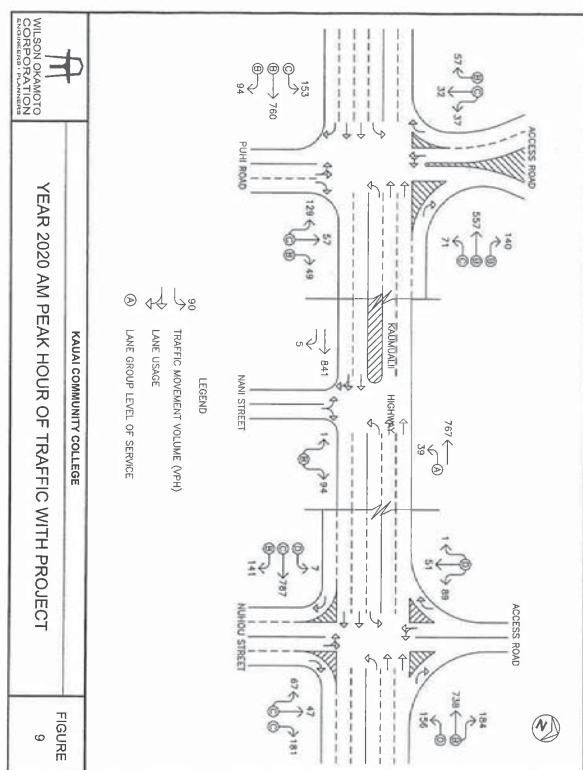 ACCESS ROAD
57
32
37
B
C
153
760
94
C
B
B
PUHI ROAD
140
557
71
129
57
49
C
B
KAUMUALII
HIGHWAY
5
841
NANI STREET
767
39
A
1
94
B
ACCESS ROAD
1
51
89
D
7
787
141
D
C
NUHOU STREET
184
738
156
B
D
67
47
181
C
C
N
LEGEND
90 TRAFFIC MOVEMENT VOLUME (VPH)
LANE USAGE
A LANE GROUP LEVEL OF SERVICE
WILSON OKAMOTO
CORPORATION
ENGINEERS · PLANNERS
KAUAI COMMUNITY COLLEGE
YEAR 2020 AM PEAK HOUR OF TRAFFIC WITH PROJECT
FIGURE
9